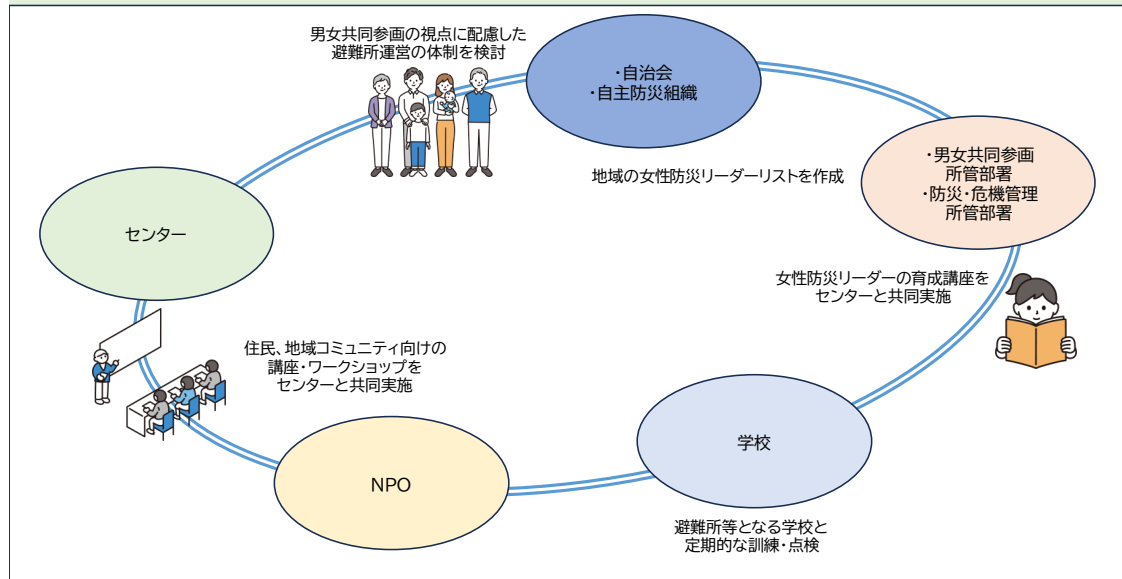 男女共同参画の視点に配慮した
避難所運営の体制を検討
・自治会
・自主防災組織
地域の女性防災リーダーリストを作成
・男女共同参画
所管部署
・防災・危機管理
所管部署
センター
女性防災リーダーの育成講座を
センターと共同実施
住民、地域コミュニティ向けの
講座・ワークショップを
センターと共同実施
NPO
学校
避難所等となる学校と
定期的な訓練・点検